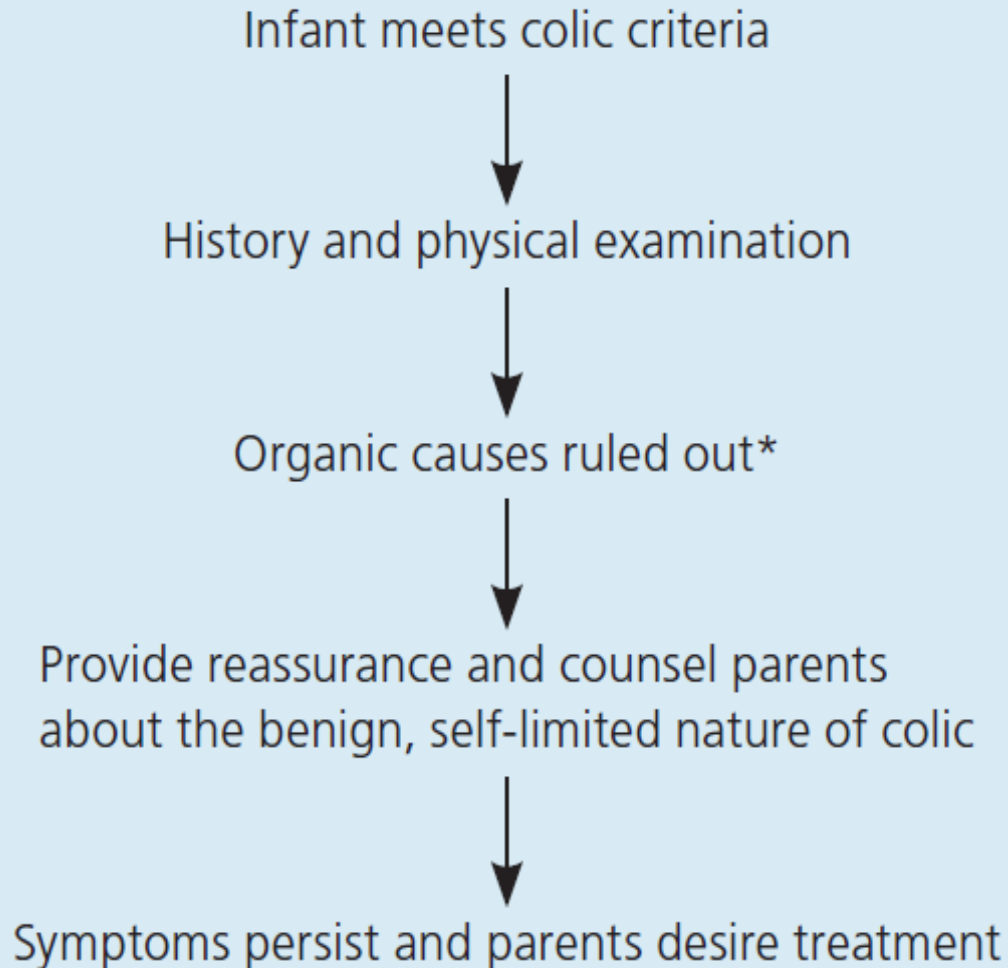 Infant meets colic criteria
History and physical examination
Organic causes ruled out*
Provide reassurance and counsel parents
about the benign, self-limited nature of colic
Symptoms persist and parents desire treatment